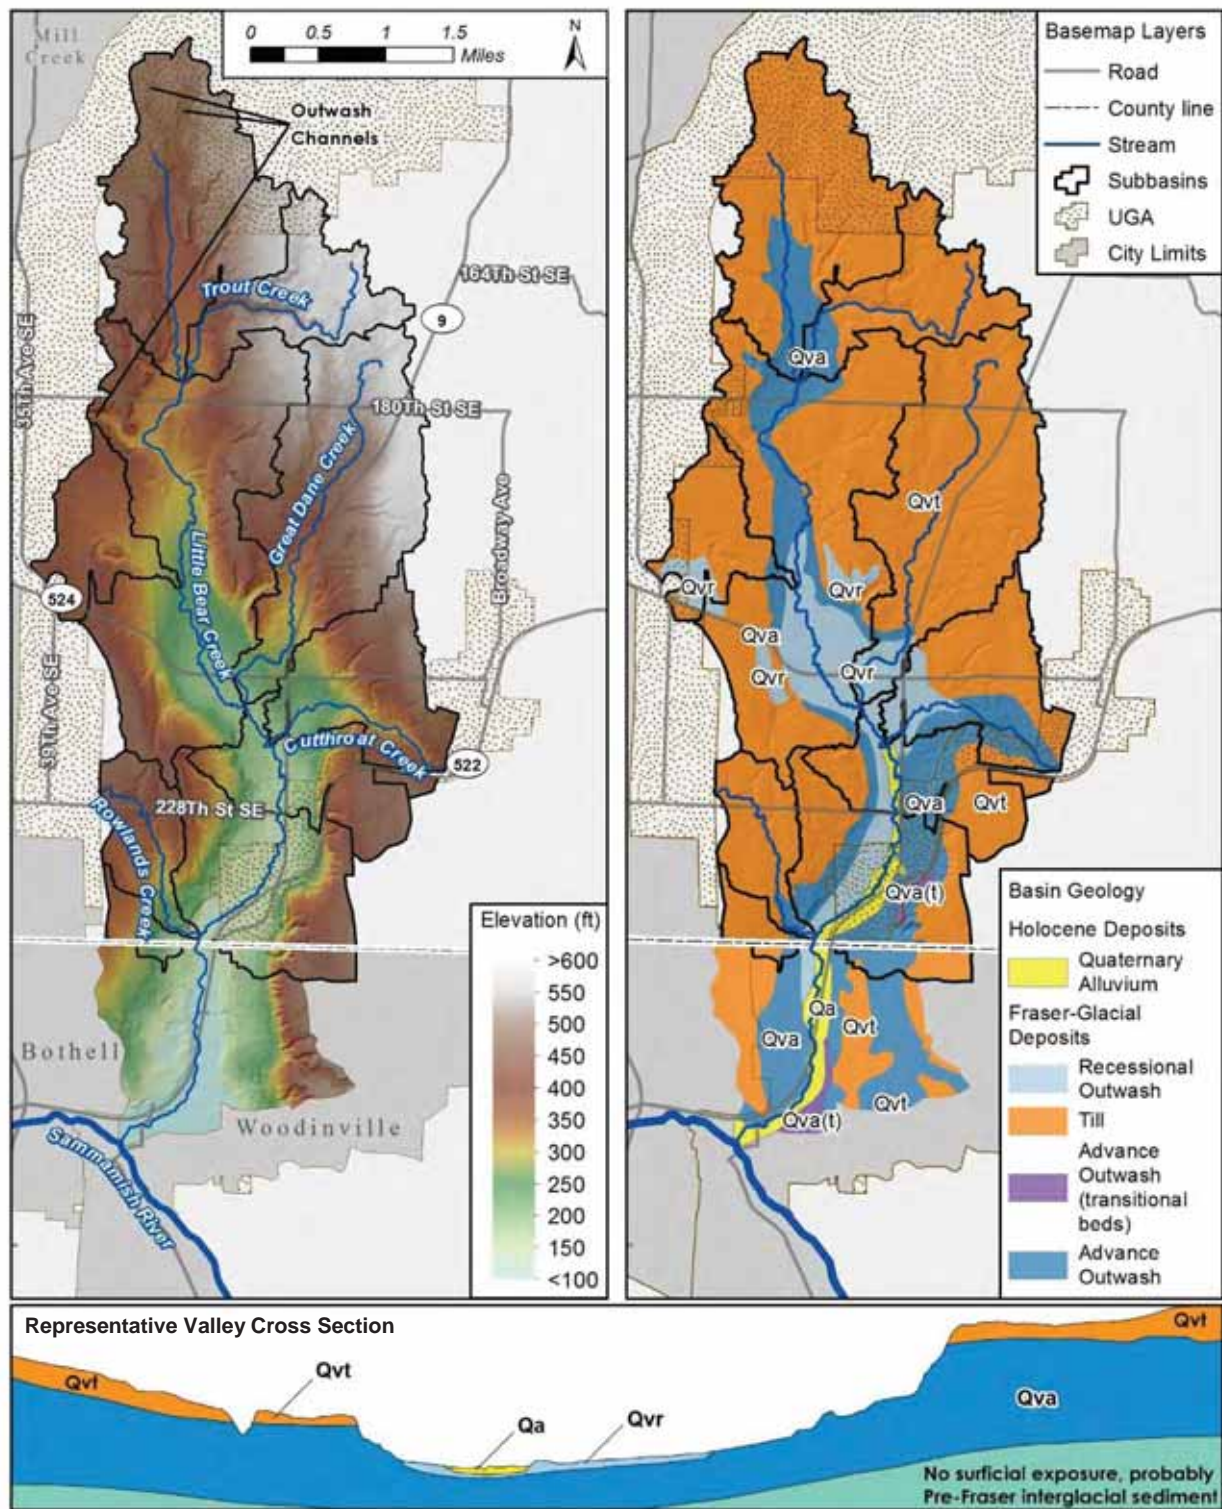 Mill
Creek
0 0.5 1 1.5
Miles
N
Outwash
Channels
Trout Creek
164Th St SE
9
35Th Ave SE
180Th St SE
Great Dane Creek
Little Bear Creek
Broadway Ave
524
39Th Ave SE
Cutthroat Creek
522
228Th St SE
Rowlands Creek
Bothell
Woodinville
Sammamish River
Elevation (ft)
>600
550
500
450
400
350
300
250
200
150
<100
Basemap Layers
Road
County line
Stream
Subbasins
UGA
City Limits
Qva
Qvt
Qvr
Qvr
Qva
Qvr
Qvr
Qva
Qvt
Qva(t)
Qa
Qva
Qvt
Qvt
Qva(t)
Basin Geology
Holocene Deposits
Quaternary
Alluvium
Fraser-Glacial
Deposits
Recessional
Outwash
Till
Advance
Outwash
(transitional
beds)
Advance
Outwash
Representative Valley Cross Section
Qvt
Qvt
Qvt
Qa
Qvr
Qva
No surficial exposure, probably
Pre-Fraser interglacial sediment